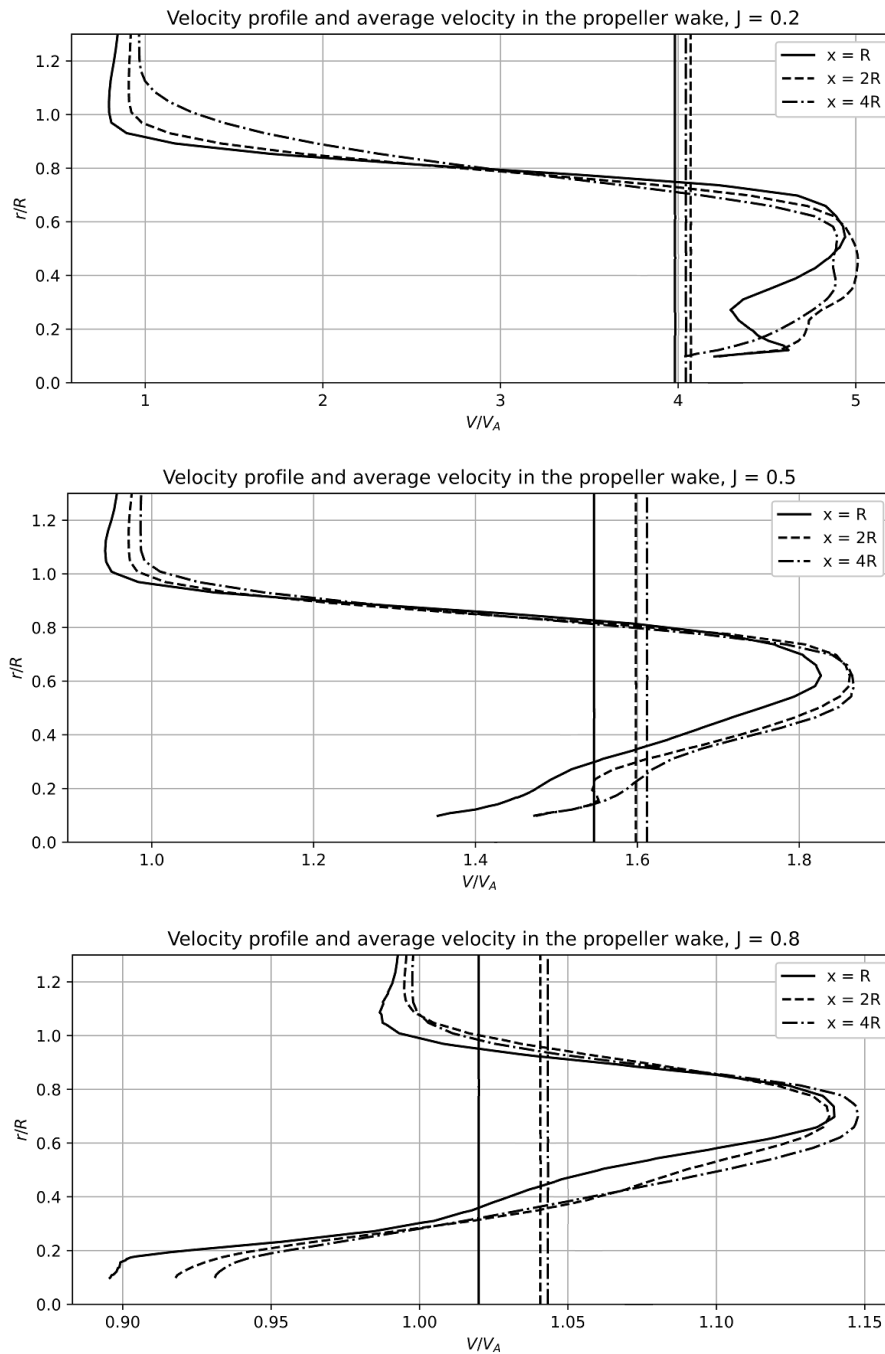 Velocity profile and average velocity in the propeller wake, J = 0.2
x = R
x = 2R
x = 4R
1.2
1.0
0.8
0.6
0.4
0.2
0.0
r/R
1 2 3 4 5
V/V_A
Velocity profile and average velocity in the propeller wake, J = 0.5
x = R
x = 2R
x = 4R
1.2
1.0
0.8
0.6
0.4
0.2
0.0
r/R
1.0 1.2 1.4 1.6 1.8
V/V_A
Velocity profile and average velocity in the propeller wake, J = 0.8
x = R
x = 2R
x = 4R
1.2
1.0
0.8
0.6
0.4
0.2
0.0
r/R
0.90 0.95 1.00 1.05 1.10 1.15
V/V_A